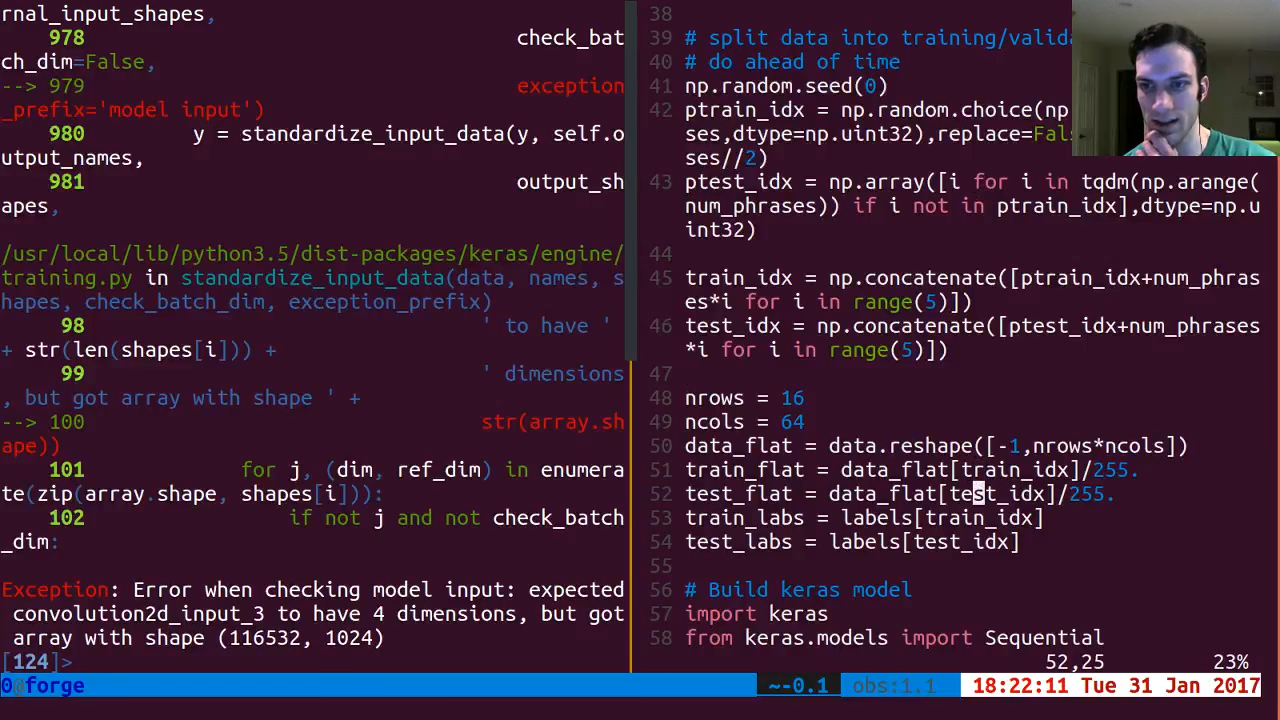 rnal_input_shapes,
978 check_bat
ch_dim=False,
--> 979 exception
_prefix='model input')
980 y = standardize_input_data(y, self.o
utput_names,
981 output_sh
apes,
/usr/local/lib/python3.5/dist-packages/keras/engine/
training.py in standardize_input_data(data, names, s
hapes, check_batch_dim, exception_prefix)
98 ' to have '
+ str(len(shapes[i])) +
99 ' dimensions
, but got array with shape ' +
--> 100 str(array.sh
ape))
101 for j, (dim, ref_dim) in enumera
te(zip(array.shape, shapes[i])):
102 if not j and not check_batch
_dim:
Exception: Error when checking model input: expected
convolution2d_input_3 to have 4 dimensions, but got
array with shape (116532, 1024)
[124]>
38
39 # split data into training/valid
40 # do ahead of time
41 np.random.seed(0)
42 ptrain_idx = np.random.choice(np
ses,dtype=np.uint32),replace=Fal
ses//2)
43 ptest_idx = np.array([i for i in tqdm(np.arange(
num_phrases)) if i not in ptrain_idx],dtype=np.u
int32)
44
45 train_idx = np.concatenate([ptrain_idx+num_phras
es*i for i in range(5)])
46 test_idx = np.concatenate([ptest_idx+num_phrases
*i for i in range(5)])
47
48 nrows = 16
49 ncols = 64
50 data_flat = data.reshape([-1,nrows*ncols])
51 train_flat = data_flat[train_idx]/255.
52 test_flat = data_flat[test_idx]/255.
53 train_labs = labels[train_idx]
54 test_labs = labels[test_idx]
55
56 # Build keras model
57 import keras
58 from keras.models import Sequential
52,25 23%
0@forge ~-0.1 obs:1.1 18:22:11 Tue 31 Jan 2017